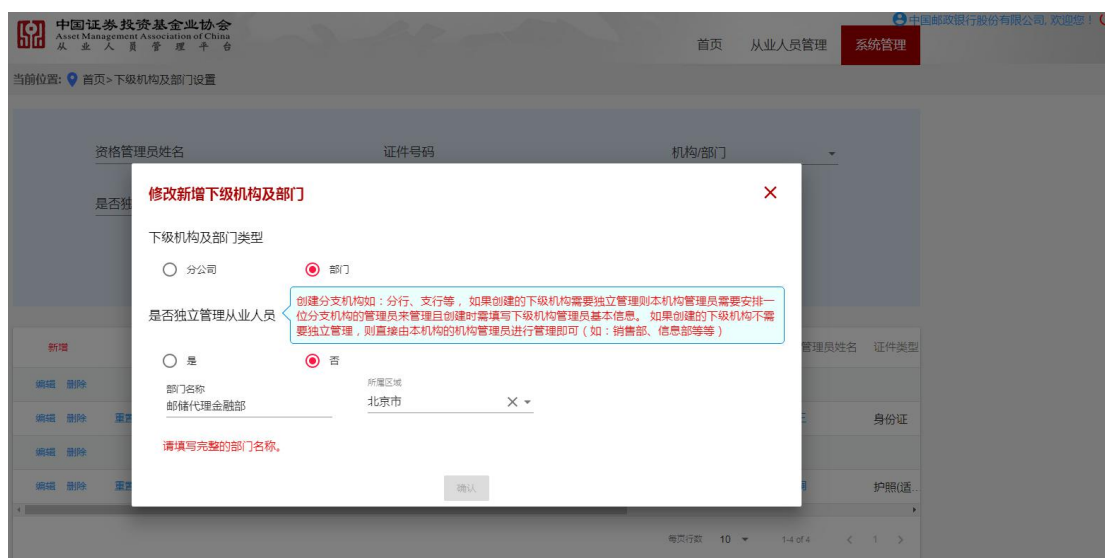 中国证券投资基金业协会
Asset Management Association of China
从 业 人 员 管 理 平 台
中国邮政银行股份有限公司, 欢迎您！
首页 从业人员管理 系统管理
当前位置: 首页>下级机构及部门设置
资格管理员姓名 证件号码 机构/部门
是否独
修改新增下级机构及部门
下级机构及部门类型
分公司 部门
是否独立管理从业人员
创建分支机构如：分行、支行等， 如果创建的下级机构需要独立管理则本机构管理员需要安排一
位分支机构的管理员来管理且创建时需填写下级机构管理员基本信息。 如果创建的下级机构不需
要独立管理，则直接由本机构的机构管理员进行管理即可（如：销售部、信息部等等）
是 否
部门名称 所属区域
邮储代理金融部 北京市
请填写完整的部门名称。
确认
新增 管理员姓名 证件类型
编辑 删除
编辑 删除 身份证
编辑 删除
编辑 删除 护照(适..
每页行数 10 1-4 of 4 1